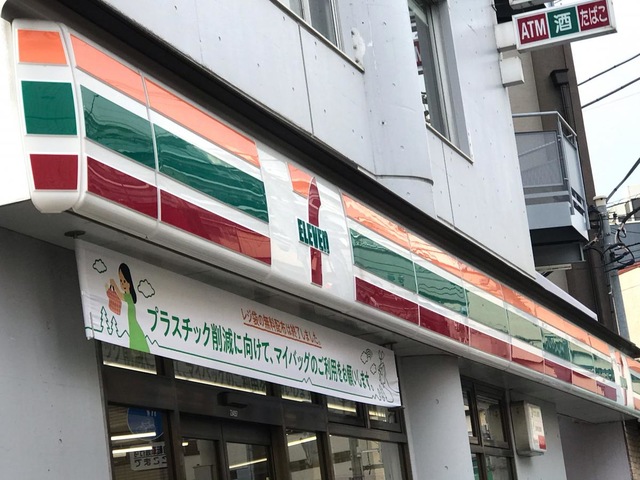 ATM 酒 たばこ
ELEVEN
レジ袋の無料配布は終了しました。
プラスチック削減に向けて、マイバッグのご利用をお願いします。